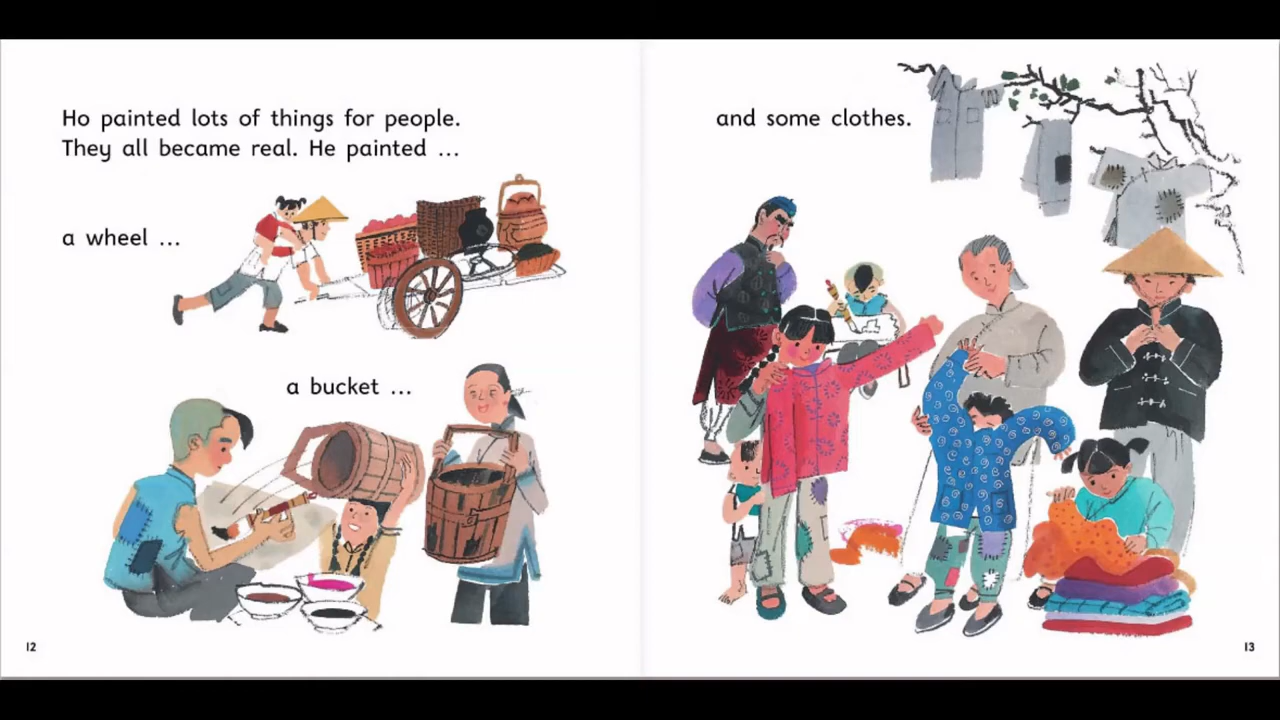 Ho painted lots of things for people.
They all became real. He painted ...
a wheel ...
a bucket ...
12
and some clothes.
13